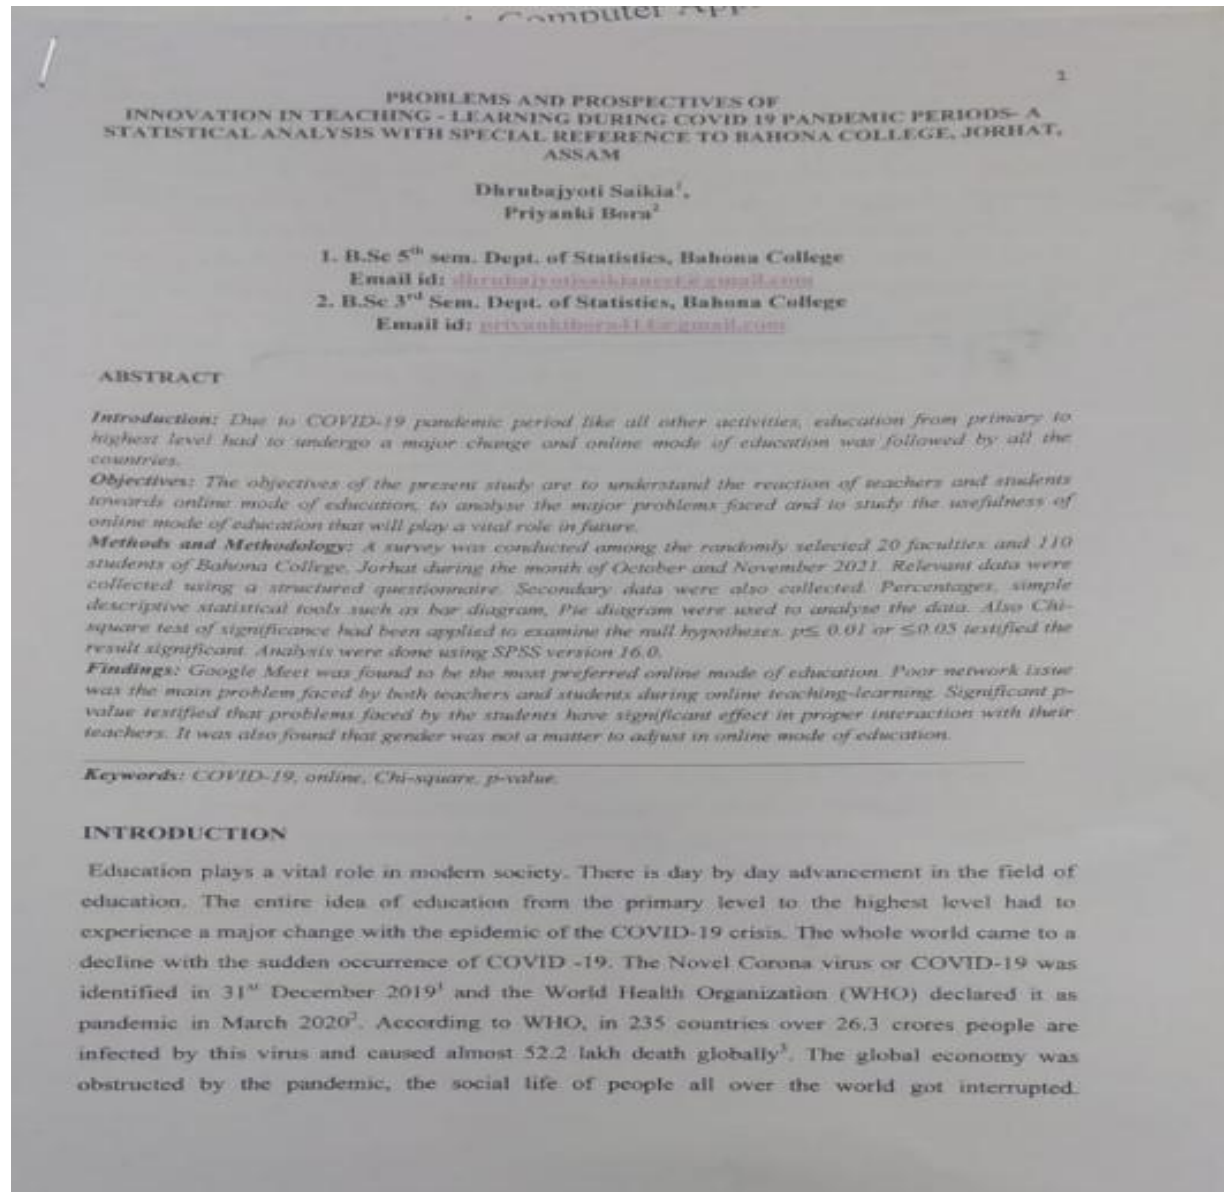 Computer App
1
PROBLEMS AND PROSPECTIVES OF
INNOVATION IN TEACHING - LEARNING DURING COVID 19 PANDEMIC PERIODS- A
STATISTICAL ANALYSIS WITH SPECIAL REFERENCE TO BAHONA COLLEGE, JORHAT,
ASSAM
Dhrubajyoti Saikia¹,
Priyanki Bora²
1. B.Sc 5th sem. Dept. of Statistics, Bahona College
Email id:
2. B.Sc 3rd Sem. Dept. of Statistics, Bahona College
Email id:
ABSTRACT
Introduction: Due to COVID-19 pandemic period like all other activities, education from primary to
highest level had to undergo a major change and online mode of education was followed by all the
countries.
Objectives: The objectives of the present study are to understand the reaction of teachers and students
towards online mode of education, to analyse the major problems faced and to study the usefulness of
online mode of education that will play a vital role in future.
Methods and Methodology: A survey was conducted among the randomly selected 20 faculties and 110
students of Bahona College, Jorhat during the month of October and November 2021. Relevant data were
collected using a structured questionnaire. Secondary data were also collected. Percentages, simple
descriptive statistical tools such as bar diagram, Pie diagram were used to analyse the data. Also Chi-
square test of significance had been applied to examine the null hypotheses. p≤ 0.01 or ≤0.05 testified the
result significant. Analysis were done using SPSS version 16.0.
Findings: Google Meet was found to be the most preferred online mode of education. Poor network issue
was the main problem faced by both teachers and students during online teaching-learning. Significant p-
value testified that problems faced by the students have significant effect in proper interaction with their
teachers. It was also found that gender was not a matter to adjust in online mode of education.
Keywords: COVID-19, online, Chi-square, p-value.
INTRODUCTION
Education plays a vital role in modern society. There is day by day advancement in the field of
education. The entire idea of education from the primary level to the highest level had to
experience a major change with the epidemic of the COVID-19 crisis. The whole world came to a
decline with the sudden occurrence of COVID -19. The Novel Corona virus or COVID-19 was
identified in 31st December 2019¹ and the World Health Organization (WHO) declared it as
pandemic in March 2020². According to WHO, in 235 countries over 26.3 crores people are
infected by this virus and caused almost 52.2 lakh death globally³. The global economy was
obstructed by the pandemic, the social life of people all over the world got interrupted.